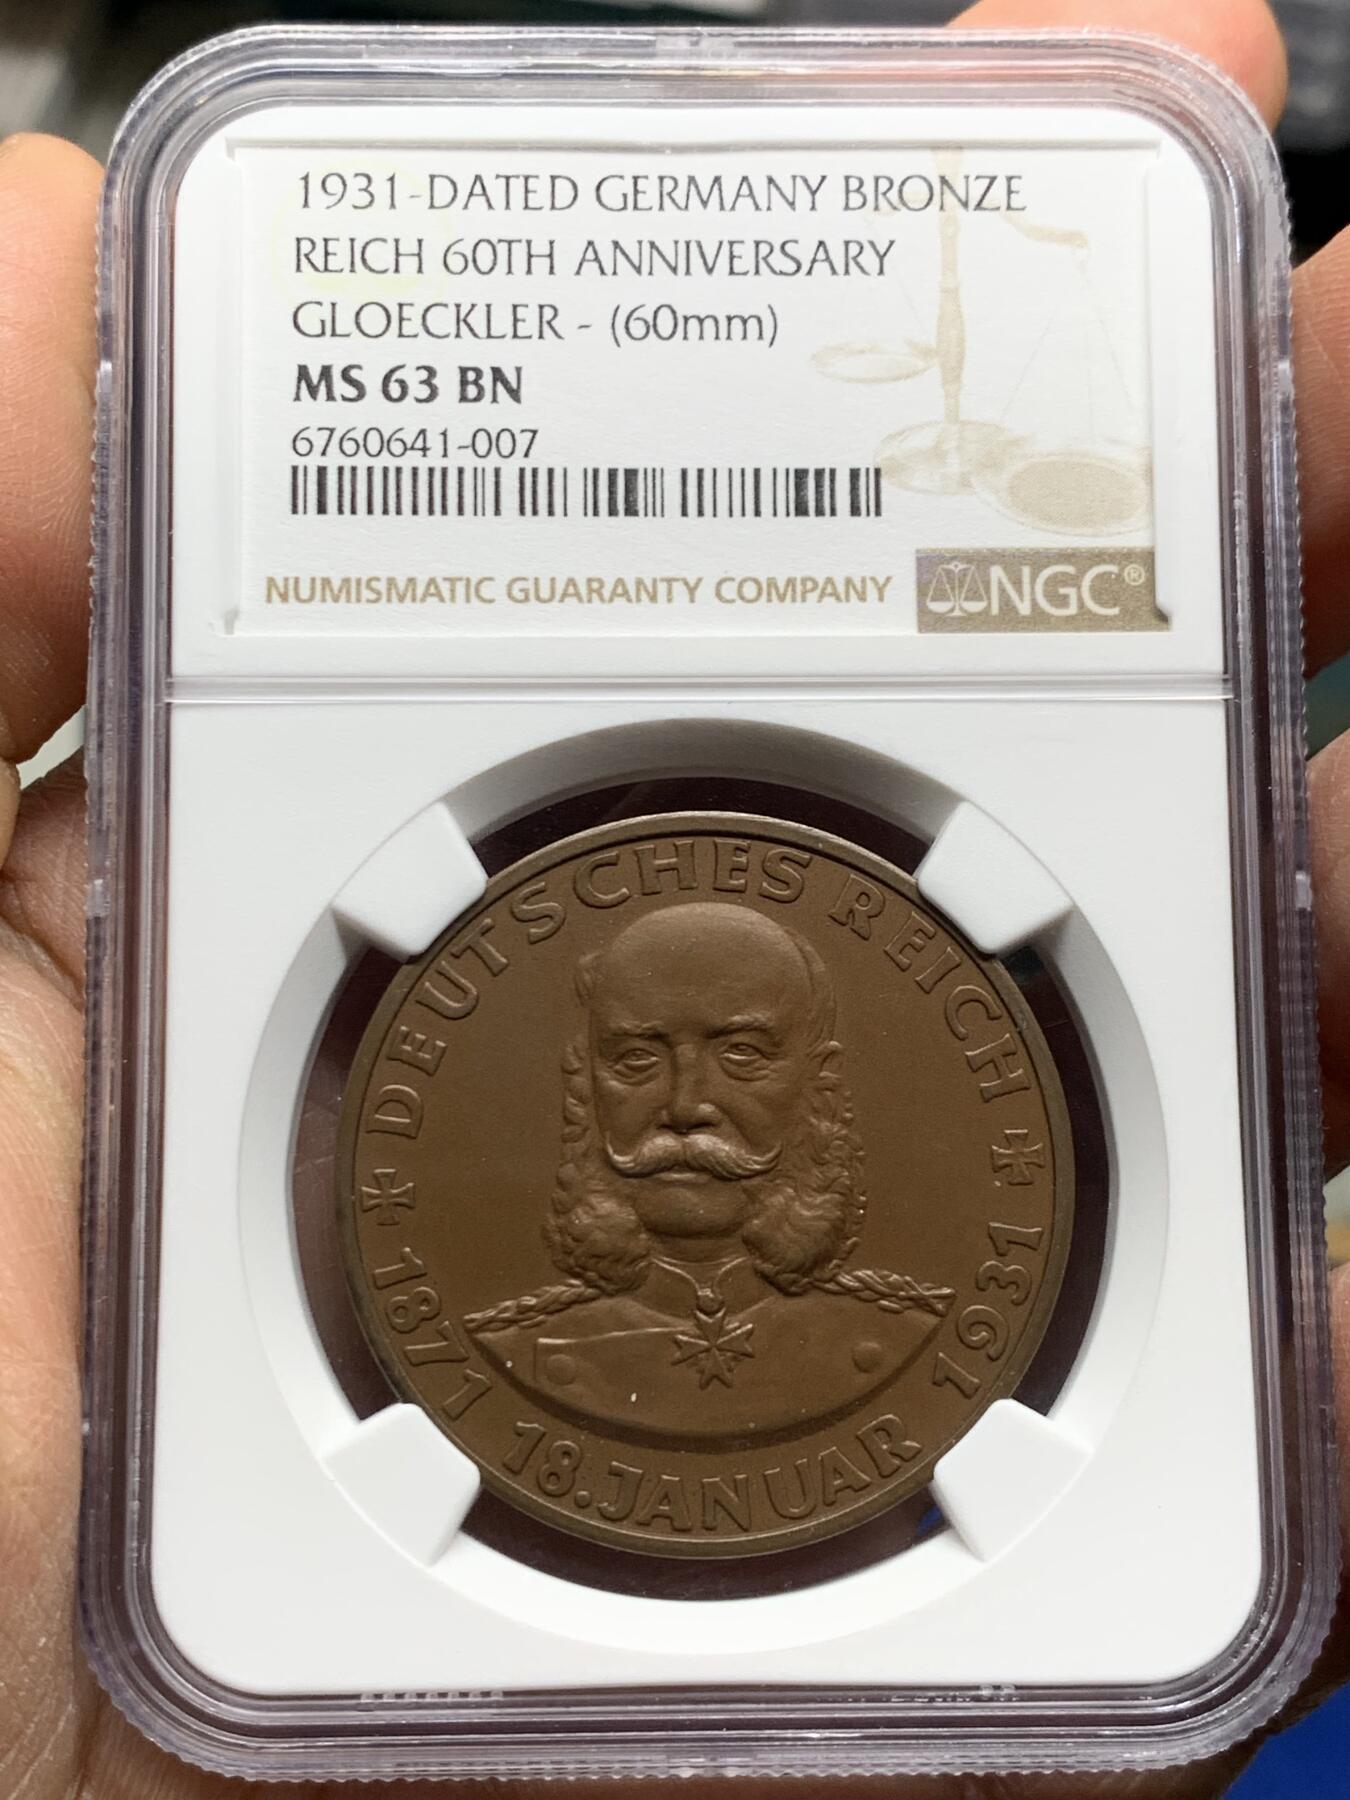 1931-DATED GERMANY BRONZE
REICH 60TH ANNIVERSARY
GLOECKLER - (60mm)
MS 63 BN
6760641-007
NUMISMATIC GUARANTY COMPANY
NGC®
DEUTSCHES REICH
1871 18. JANUAR 1931